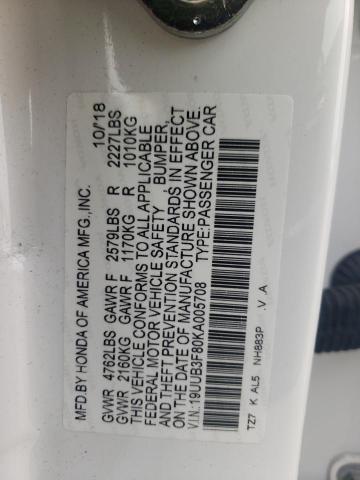 MFD.BY HONDA OF AMERICA MFG.,INC. 10/18
GVWR 4762LBS GAWR F 2579LBS R 2227LBS
GVWR 2160KG GAWR F 1170KG R 1010KG
THIS VEHICLE CONFORMS TO ALL APPLICABLE
FEDERAL MOTOR VEHICLE SAFETY, BUMPER,
AND THEFT PREVENTION STANDARDS IN EFFECT
ON THE DATE OF MANUFACTURE SHOWN ABOVE.
V.I.N.:19UUB3F80KA005708 TYPE:PASSENGER CAR
TZ7 K AL5 NH883P .V A